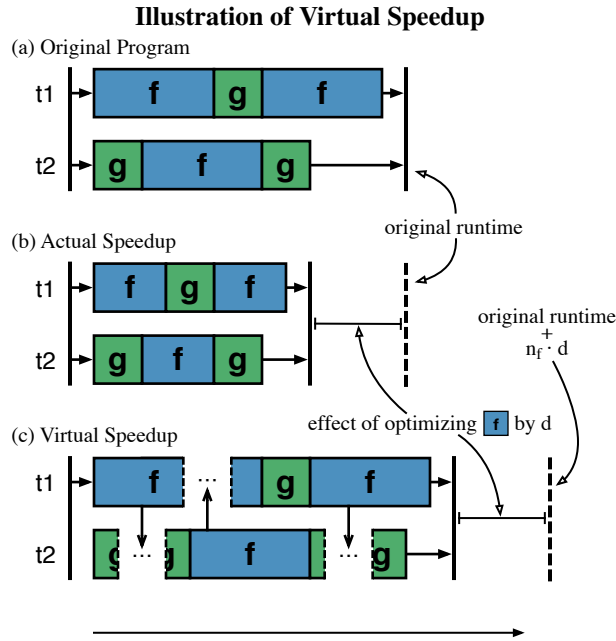 Illustration of Virtual Speedup
(a) Original Program
t1
f
g
f
t2
g
f
g
original runtime
(b) Actual Speedup
t1
f
g
f
t2
g
f
g
original runtime
+
n_f · d
effect of optimizing f by d
(c) Virtual Speedup
t1
f
...
g
f
t2
g
...
g
f
...
g